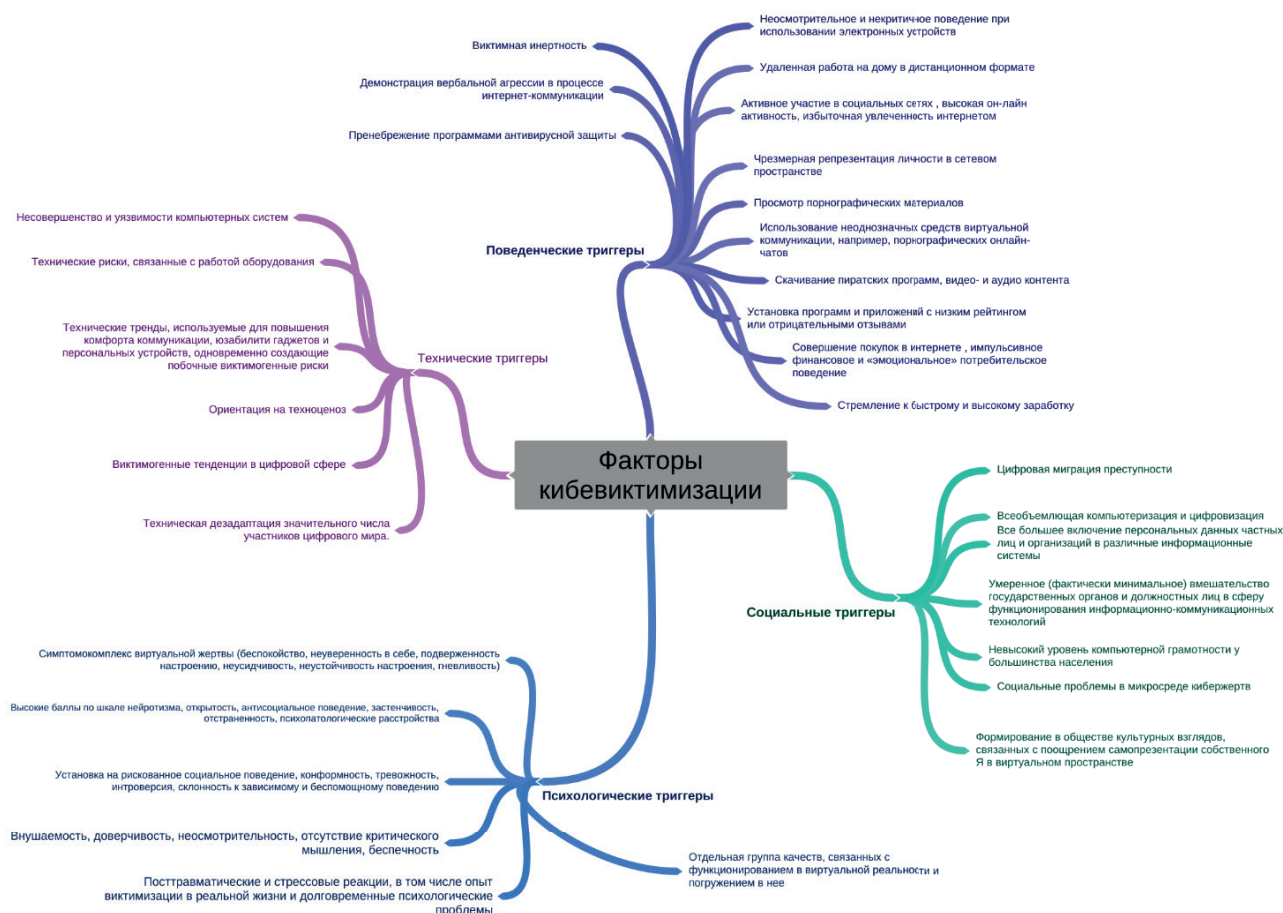 Факторы
кибевиктимизации
Поведенческие триггеры
Виктимная инертность
Демонстрация вербальной агрессии в процессе
интернет-коммуникации
Пренебрежение программами антивирусной защиты
Неосмотрительное и некритичное поведение при
использовании электронных устройств
Удаленная работа на дому в дистанционном формате
Активное участие в социальных сетях , высокая он-лайн
активность, избыточная увлеченность интернетом
Чрезмерная репрезентация личности в сетевом
пространстве
Просмотр порнографических материалов
Использование неоднозначных средств виртуальной
коммуникации, например, порнографических онлайн-
чатов
Скачивание пиратских программ, видео- и аудио контента
Установка программ и приложений с низким рейтингом
или отрицательными отзывами
Совершение покупок в интернете , импульсивное
финансовое и «эмоциональное» потребительское
поведение
Стремление к быстрому и высокому заработку
Технические триггеры
Несовершенство и уязвимости компьютерных систем
Технические риски, связанные с работой оборудования
Технические тренды, используемые для повышения
комфорта коммуникации, юзабилити гаджетов и
персональных устройств, одновременно создающие
побочные виктимогенные риски
Ориентация на техноценоз
Виктимогенные тенденции в цифровой сфере
Техническая дезадаптация значительного числа
участников цифрового мира.
Социальные триггеры
Цифровая миграция преступности
Всеобъемлющая компьютеризация и цифровизация
Все большее включение персональных данных частных
лиц и организаций в различные информационные
системы
Умеренное (фактически минимальное) вмешательство
государственных органов и должностных лиц в сферу
функционирования информационно-коммуникационных
технологий
Невысокий уровень компьютерной грамотности у
большинства населения
Социальные проблемы в микросреде кибержертв
Формирование в обществе культурных взглядов,
связанных с поощрением самопрезентации собственного
Я в виртуальном пространстве
Психологические триггеры
Симптомокомплекс виртуальной жертвы (беспокойство, неуверенность в себе, подверженность
настроению, неусидчивость, неустойчивость настроения, гневливость)
Высокие баллы по шкале нейротизма, открытость, антисоциальное поведение, застенчивость,
отстраненность, психопатологические расстройства
Установка на рискованное социальное поведение, конформность, тревожность,
интроверсия, склонность к зависимому и беспомощному поведению
Внушаемость, доверчивость, неосмотрительность, отсутствие критического
мышления, беспечность
Посттравматические и стрессовые реакции, в том числе опыт
виктимизации в реальной жизни и долговременные психологические
проблемы
Отдельная группа качеств, связанных с
функционированием в виртуальной реальности и
погружением в нее